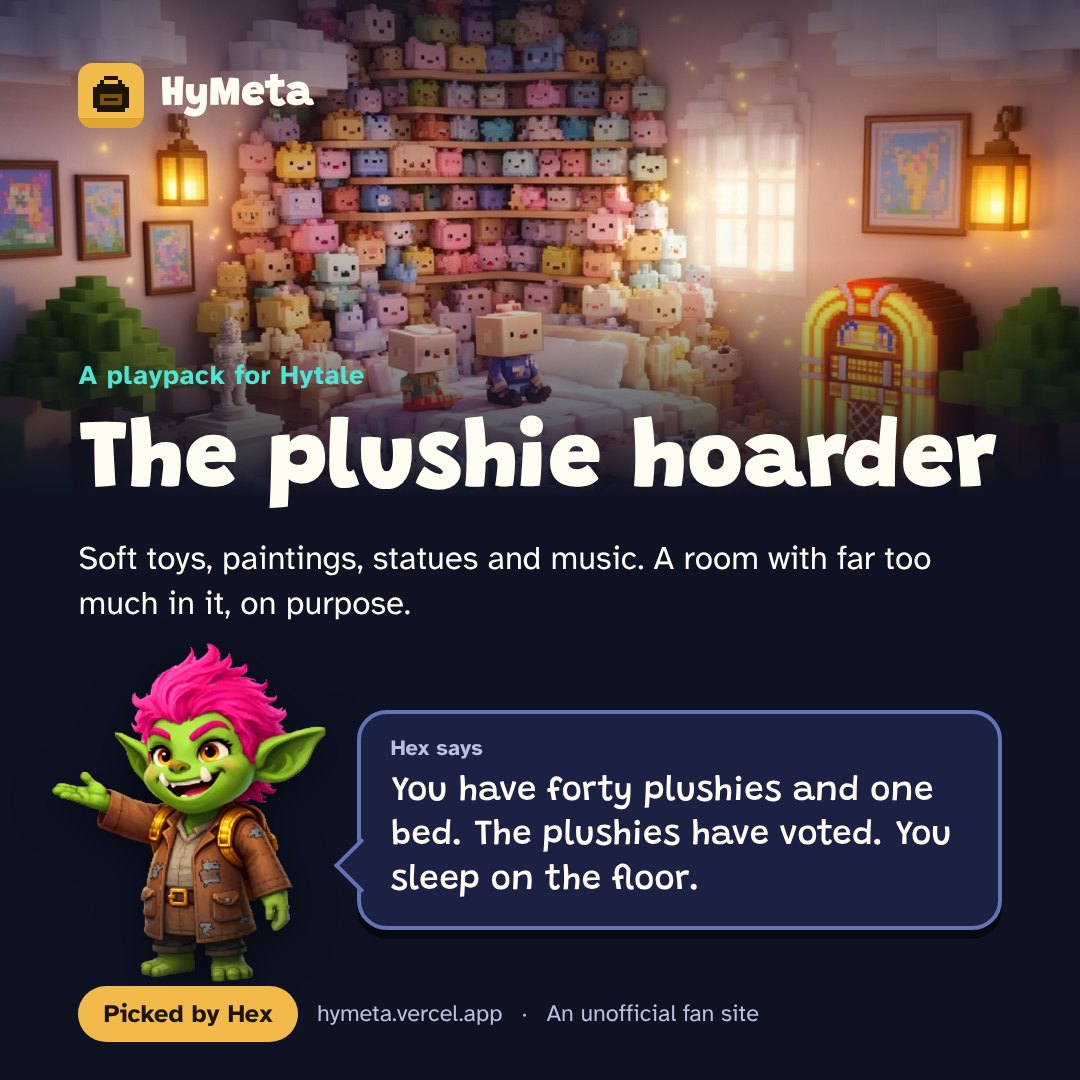 HyMeta
A playpack for Hytale
The plushie hoarder
Soft toys, paintings, statues and music. A room with far too
much in it, on purpose.
Hex says
You have forty plushies and one
bed. The plushies have voted. You
sleep on the floor.
Picked by Hex
hymeta.vercel.app · An unofficial fan site